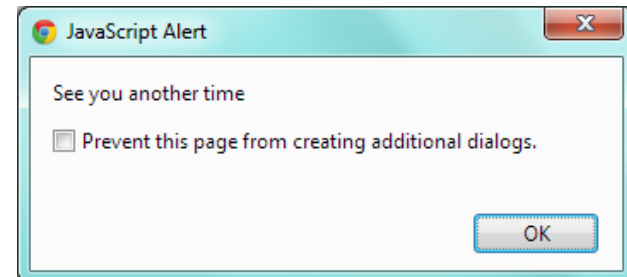 JavaScript Alert
See you another time
Prevent this page from creating additional dialogs.
OK